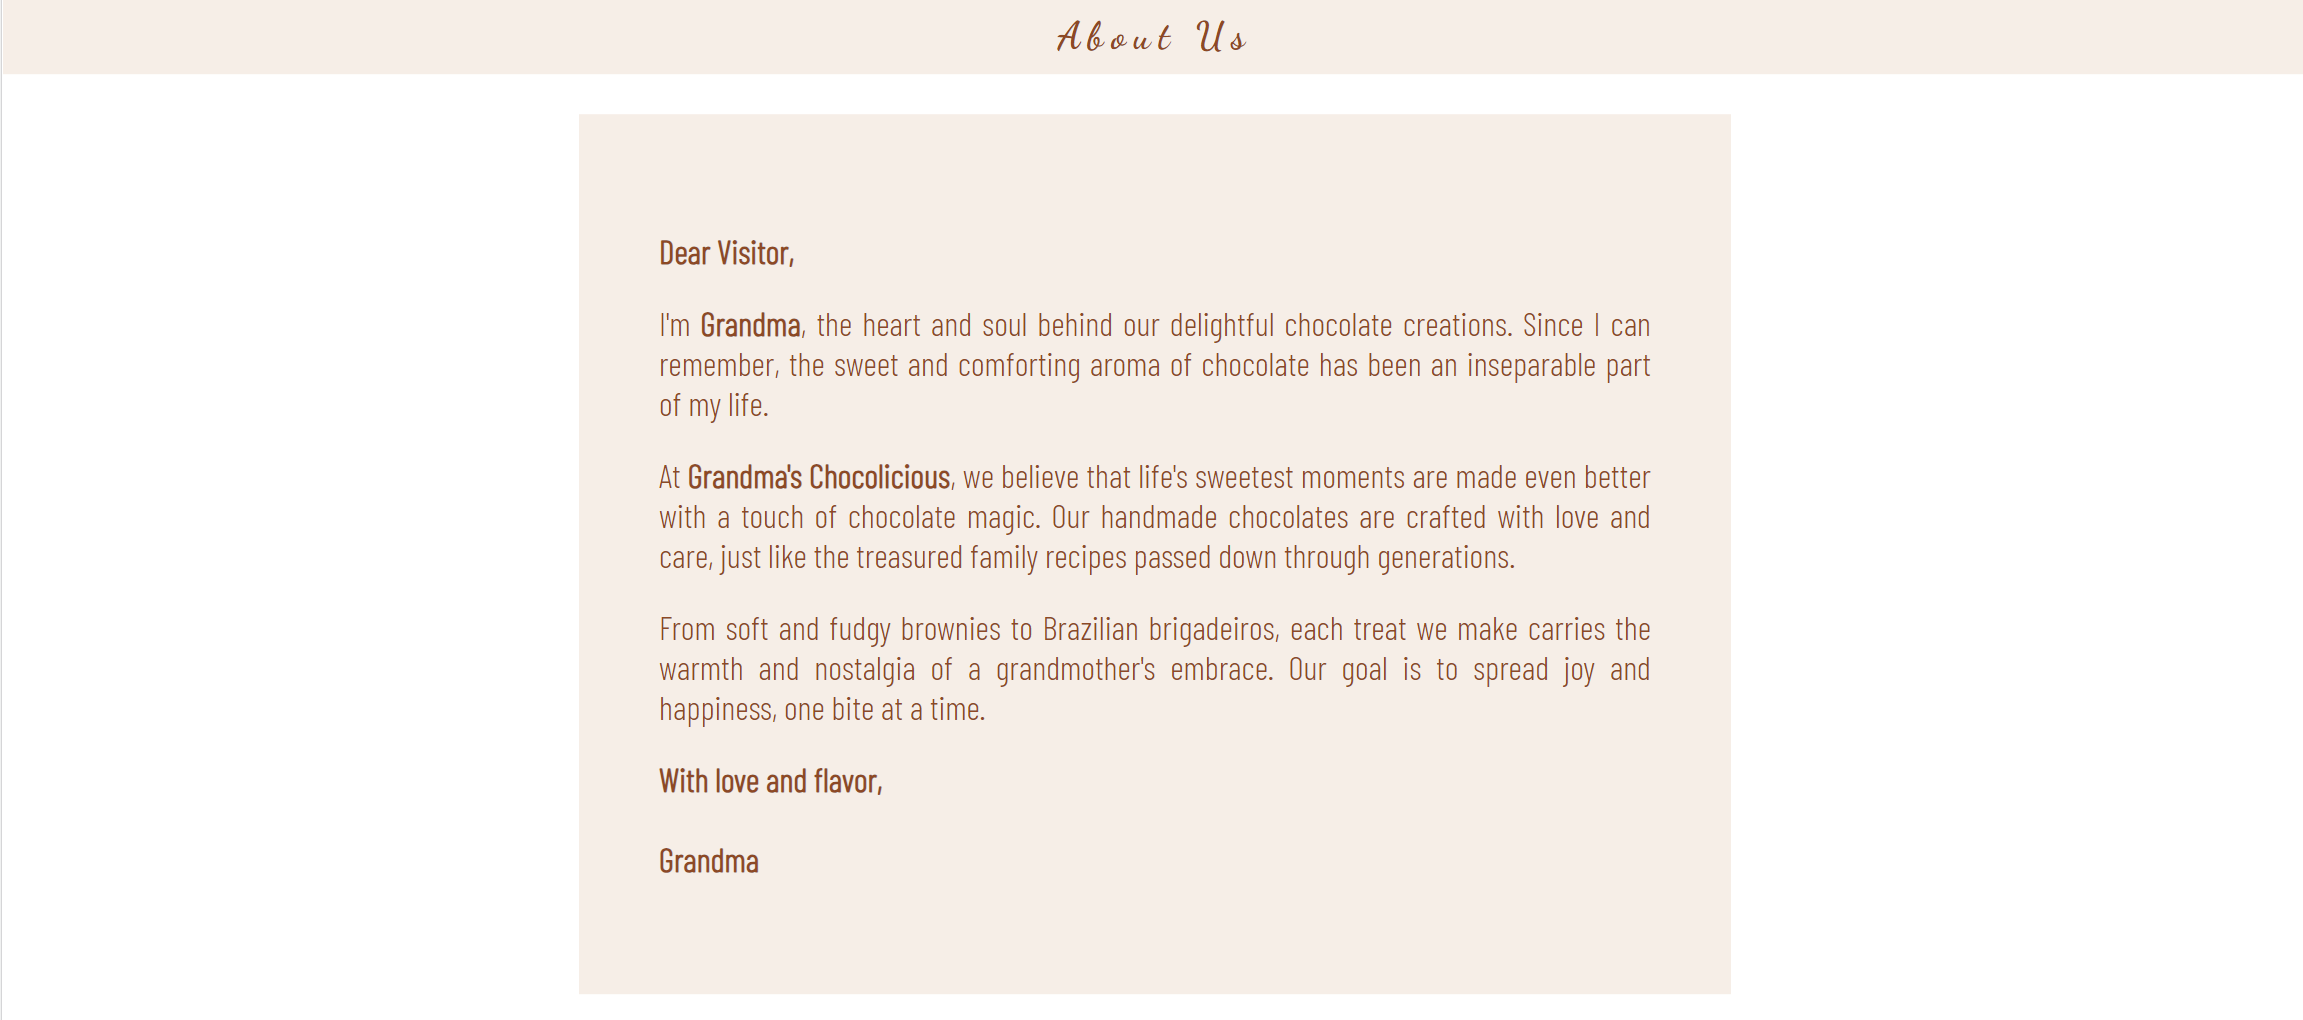 About Us
Dear Visitor,
I'm Grandma, the heart and soul behind our delightful chocolate creations. Since I can
remember, the sweet and comforting aroma of chocolate has been an inseparable part
of my life.
At Grandma's Chocolicious, we believe that life's sweetest moments are made even better
with a touch of chocolate magic. Our handmade chocolates are crafted with love and
care, just like the treasured family recipes passed down through generations.
From soft and fudgy brownies to Brazilian brigadeiros, each treat we make carries the
warmth and nostalgia of a grandmother's embrace. Our goal is to spread joy and
happiness, one bite at a time.
With love and flavor,
Grandma